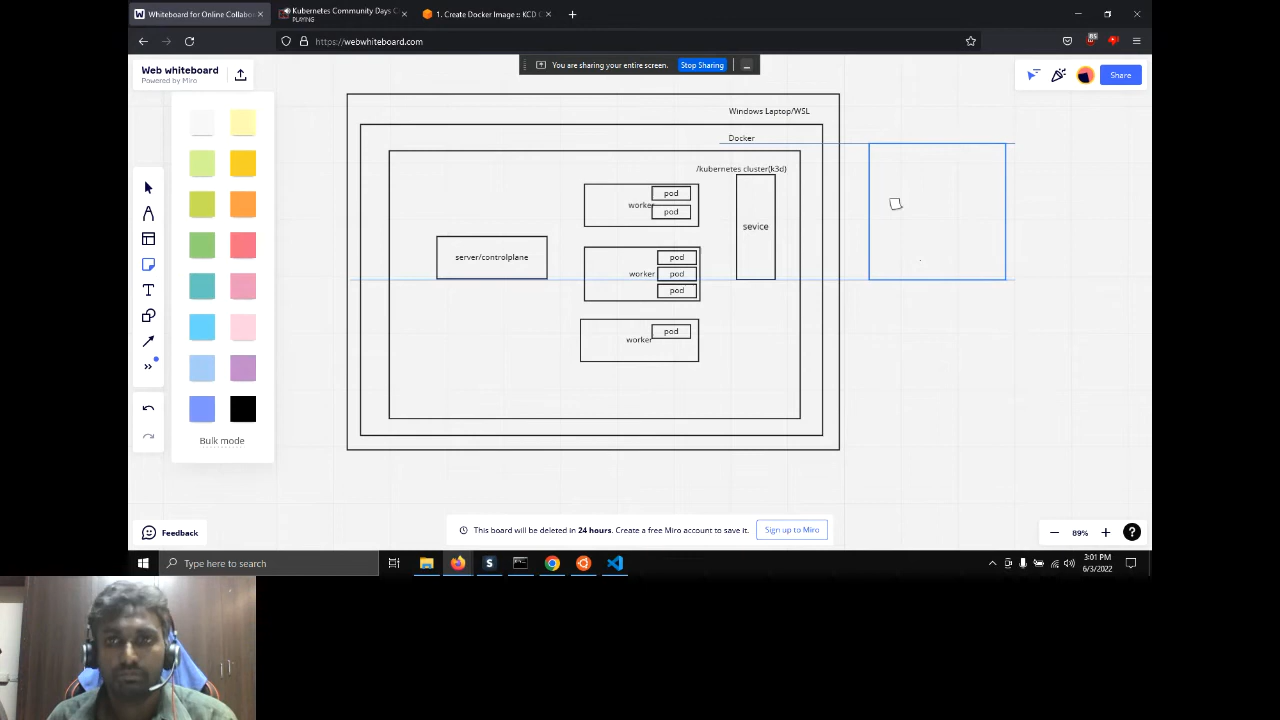 Whiteboard for Online Collabo
Kubernetes Community Days C
PLAYING
1. Create Docker Image :: KCD C
https://webwhiteboard.com
85
You are sharing your entire screen.
Stop Sharing
Web whiteboard
Powered by Miro
Share
Windows Laptop/WSL
Docker
/kubernetes cluster(k3d)
pod
worker
pod
sevice
server/controlplane
pod
worker
pod
pod
pod
worker
Bulk mode
Feedback
This board will be deleted in 24 hours. Create a free Miro account to save it.
Sign up to Miro
89%
?
Type here to search
S
3:01 PM
6/3/2022